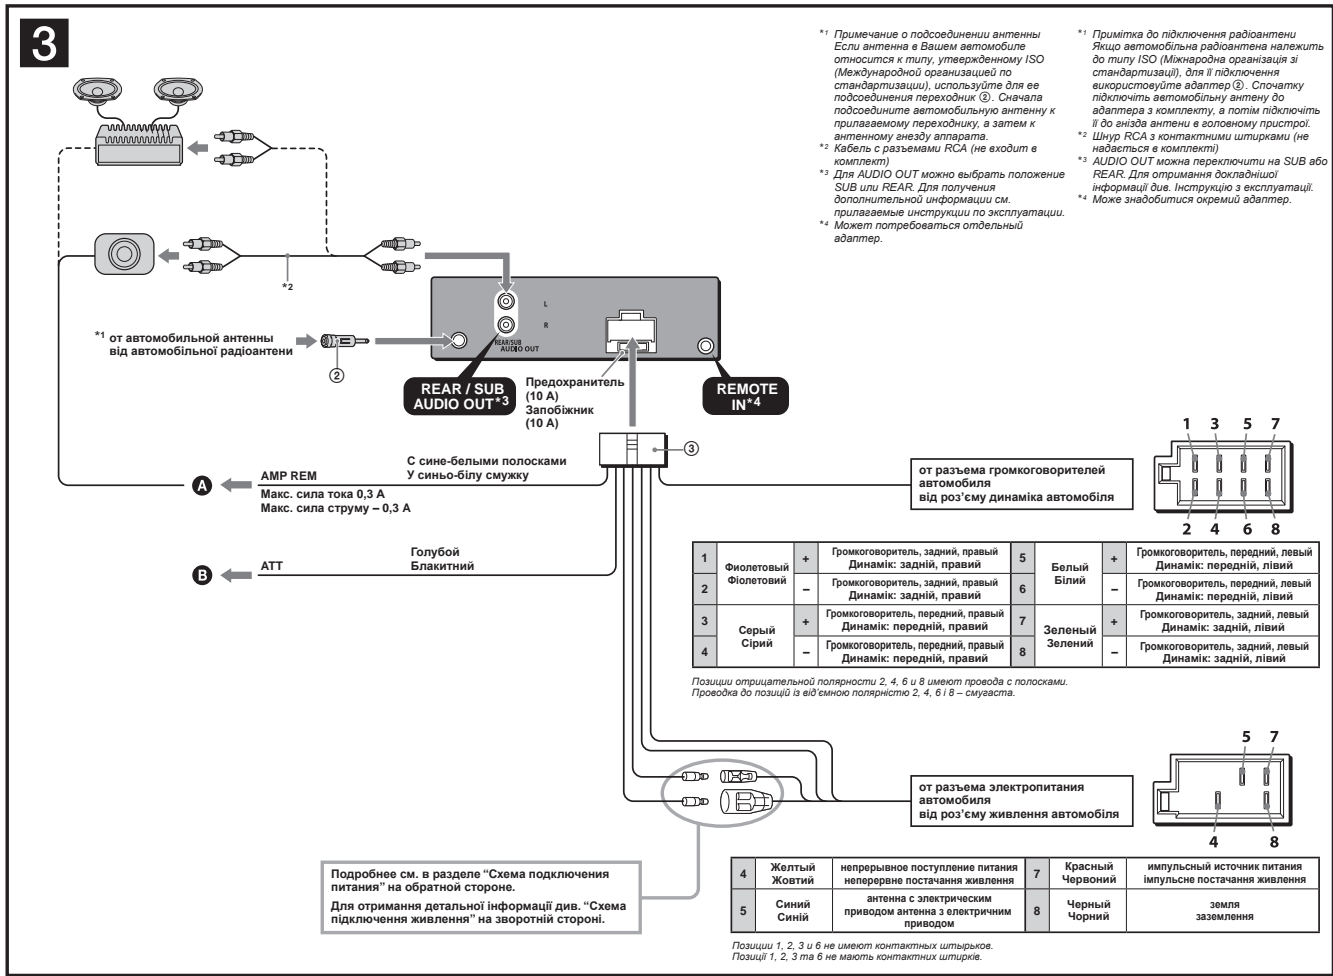 3
*1 Примечание о подсоединении антенны
Если антенна в Вашем автомобиле
относится к типу, утвержденному ISO
(Международной организацией по
стандартизации), используйте для ее
подсоединения переходник ②. Сначала
подсоедините автомобильную антенну к
прилагаемому переходнику, а затем к
антенному гнезду аппарата.
*2 Кабель с разъемами RCA (не входит в
комплект)
*3 Для AUDIO OUT можно выбрать положение
SUB или REAR. Для получения
дополнительной информации см.
прилагаемые инструкции по эксплуатации.
*4 Может потребоваться отдельный
адаптер.
*1 Примітка до підключення радіоантени
Якщо автомобільна радіоантена належить
до типу ISO (Міжнародна організація зі
стандартизації), для її підключення
використовуйте адаптер ②. Спочатку
підключіть автомобільну антену до
адаптера з комплекту, а потім підключіть
її до гнізда антени в головному пристрої.
*2 Шнур RCA з контактними штирками (не
надається в комплекті)
*3 AUDIO OUT можна переключити на SUB або
REAR. Для отримання докладнішої
інформації див. Інструкцію з експлуатації.
*4 Може знадобитися окремий адаптер.
*2
L
R
REAR/SUB
AUDIO OUT
*1 от автомобильной антенны
від автомобільної радіоантени
②
REAR / SUB
AUDIO OUT*3
Предохранитель
(10 A)
Запобіжник
(10 A)
REMOTE
IN*4
③
A
AMP REM
С сине-белыми полосками
У синьо-білу смужку
Макс. сила тока 0,3 A
Макс. сила струму – 0,3 A
B
ATT
Голубой
Блакитний
от разъема громкоговорителей
автомобиля
від роз’єму динаміка автомобіля
1 3 5 7
2 4 6 8
1
Фиолетовый
Фіолетовий
+
Громкоговоритель, задний, правый
Динамік: задній, правий
2
–
Громкоговоритель, задний, правый
Динамік: задній, правий
3
Серый
Сірий
+
Громкоговоритель, передний, правый
Динамік: передній, правий
4
–
Громкоговоритель, передний, правый
Динамік: передній, правий
5
Белый
Білий
+
Громкоговоритель, передний, левый
Динамік: передній, лівий
6
–
Громкоговоритель, передний, левый
Динамік: передній, лівий
7
Зеленый
Зелений
+
Громкоговоритель, задний, левый
Динамік: задній, лівий
8
–
Громкоговоритель, задний, левый
Динамік: задній, лівий
Позиции отрицательной полярности 2, 4, 6 и 8 имеют провода с полосками.
Проводка до позицій із від’ємною полярністю 2, 4, 6 і 8 – смугаста.
от разъема электропитания
автомобиля
від роз’єму живлення автомобіля
5 7
4 8
Подробнее см. в разделе “Схема подключения
питания” на обратной стороне.
Для отримання детальної інформації див. “Схема
підключення живлення” на зворотній стороні.
4
Желтый
Жовтий
непрерывное поступление питания
неперервне постачання живлення
5
Синий
Синій
антенна с электрическим
приводом антена з електричним
приводом
7
Красный
Червоний
импульсный источник питания
імпульсне постачання живлення
8
Черный
Чорний
земля
заземлення
Позиции 1, 2, 3 и 6 не имеют контактных штырьков.
Позиції 1, 2, 3 та 6 не мають контактних штирків.